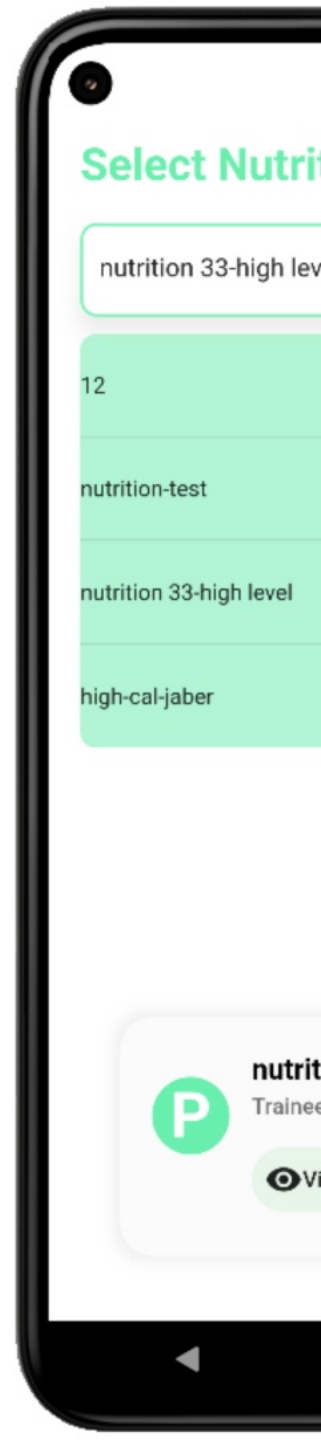 Select Nutrit
nutrition 33-high lev
12
nutrition-test
nutrition 33-high level
high-cal-jaber
P
nutrit
Trainee
Vi